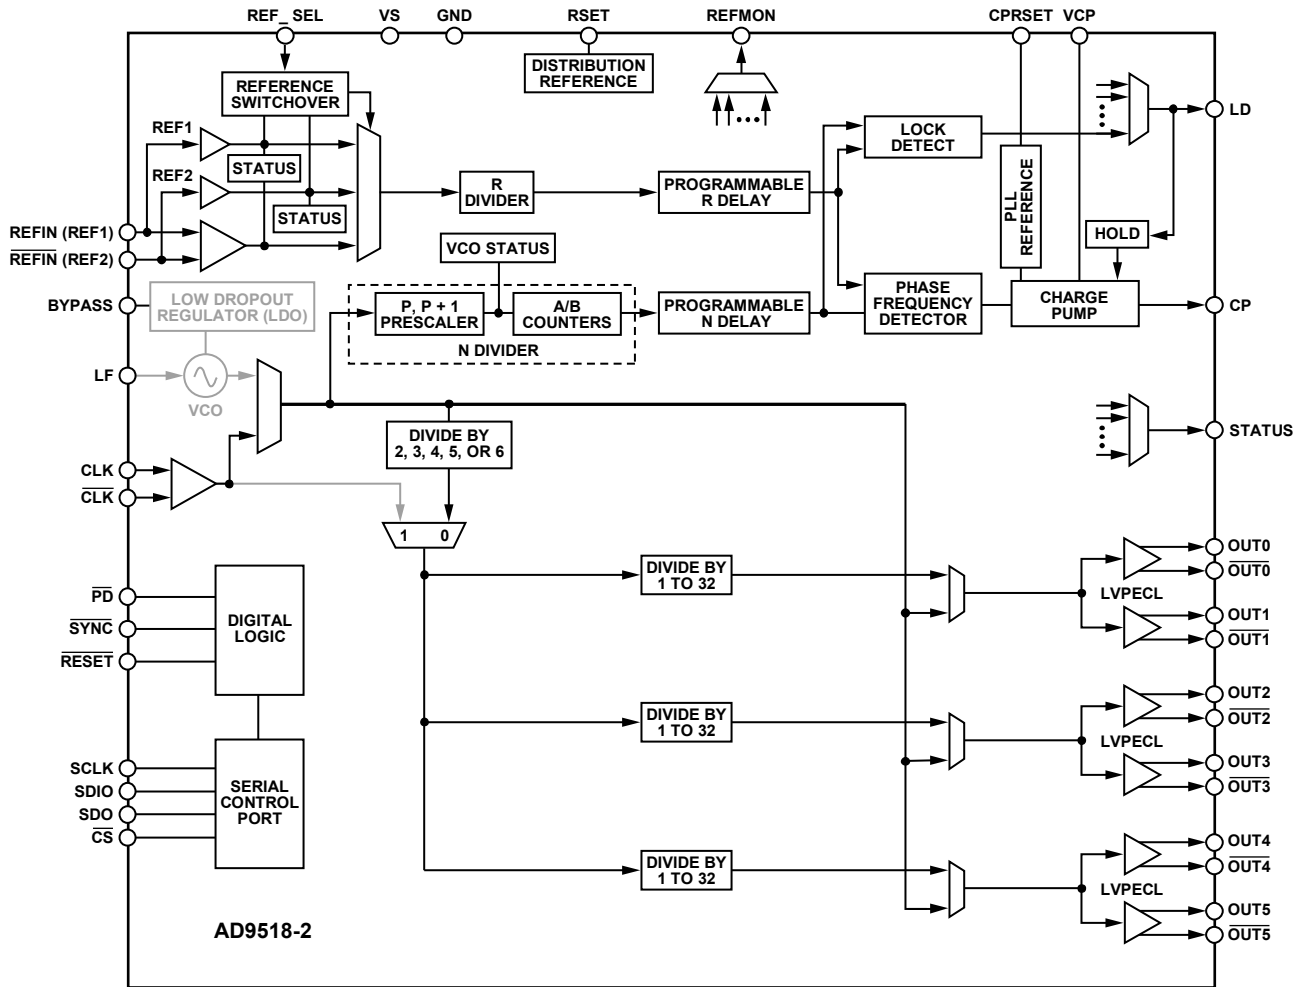 REF_ SEL
VS
GND
RSET
REFMON
CPRSET
VCP
REFERENCE
SWITCHOVER
DISTRIBUTION
REFERENCE
REF1
STATUS
REF2
STATUS
R
DIVIDER
PROGRAMMABLE
R DELAY
LOCK
DETECT
LD
PLL
REFERENCE
HOLD
REFIN (REF1)
REFIN (REF2)
VCO STATUS
BYPASS
LOW DROPOUT
REGULATOR (LDO)
P, P + 1
PRESCALER
A/B
COUNTERS
N DIVIDER
PROGRAMMABLE
N DELAY
PHASE
FREQUENCY
DETECTOR
CHARGE
PUMP
CP
LF
VCO
DIVIDE BY
2, 3, 4, 5, OR 6
STATUS
CLK
CLK
1 0
DIVIDE BY
1 TO 32
LVPECL
OUT0
OUT0
OUT1
OUT1
PD
SYNC
RESET
DIGITAL
LOGIC
DIVIDE BY
1 TO 32
LVPECL
OUT2
OUT2
OUT3
OUT3
SCLK
SDIO
SDO
CS
SERIAL
CONTROL
PORT
DIVIDE BY
1 TO 32
LVPECL
OUT4
OUT4
OUT5
OUT5
AD9518-2